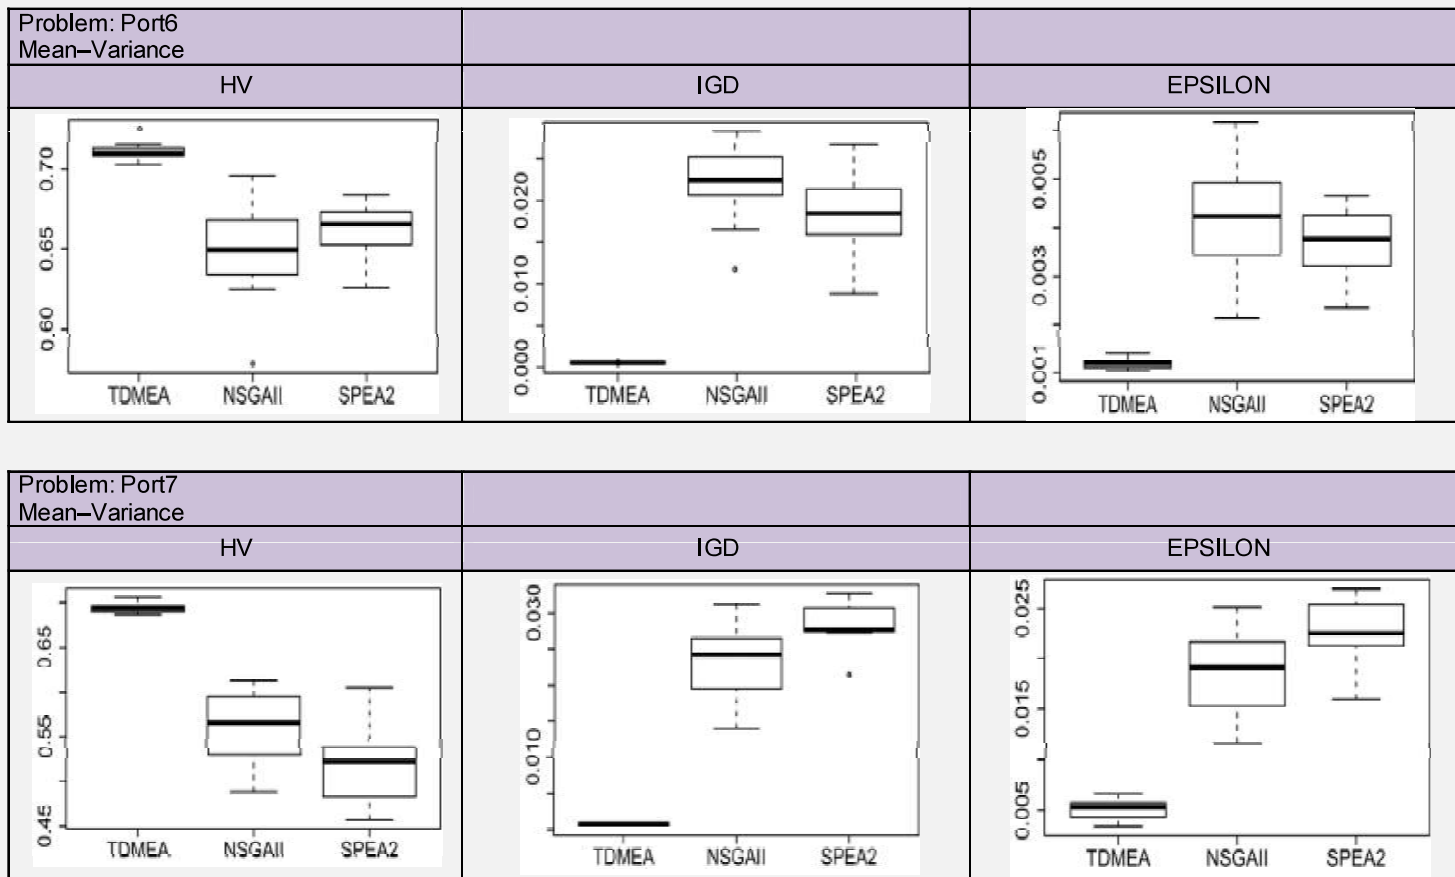 Problem: Port6
Mean–Variance
HV
IGD
EPSILON
0.70
0.65
0.60
TDMEA
NSGAII
SPEA2
0.020
0.010
0.000
TDMEA
NSGAII
SPEA2
0.005
0.003
0.001
TDMEA
NSGAII
SPEA2
Problem: Port7
Mean–Variance
HV
IGD
EPSILON
0.65
0.55
0.45
TDMEA
NSGAII
SPEA2
0.030
0.010
TDMEA
NSGAII
SPEA2
0.025
0.015
0.005
TDMEA
NSGAII
SPEA2